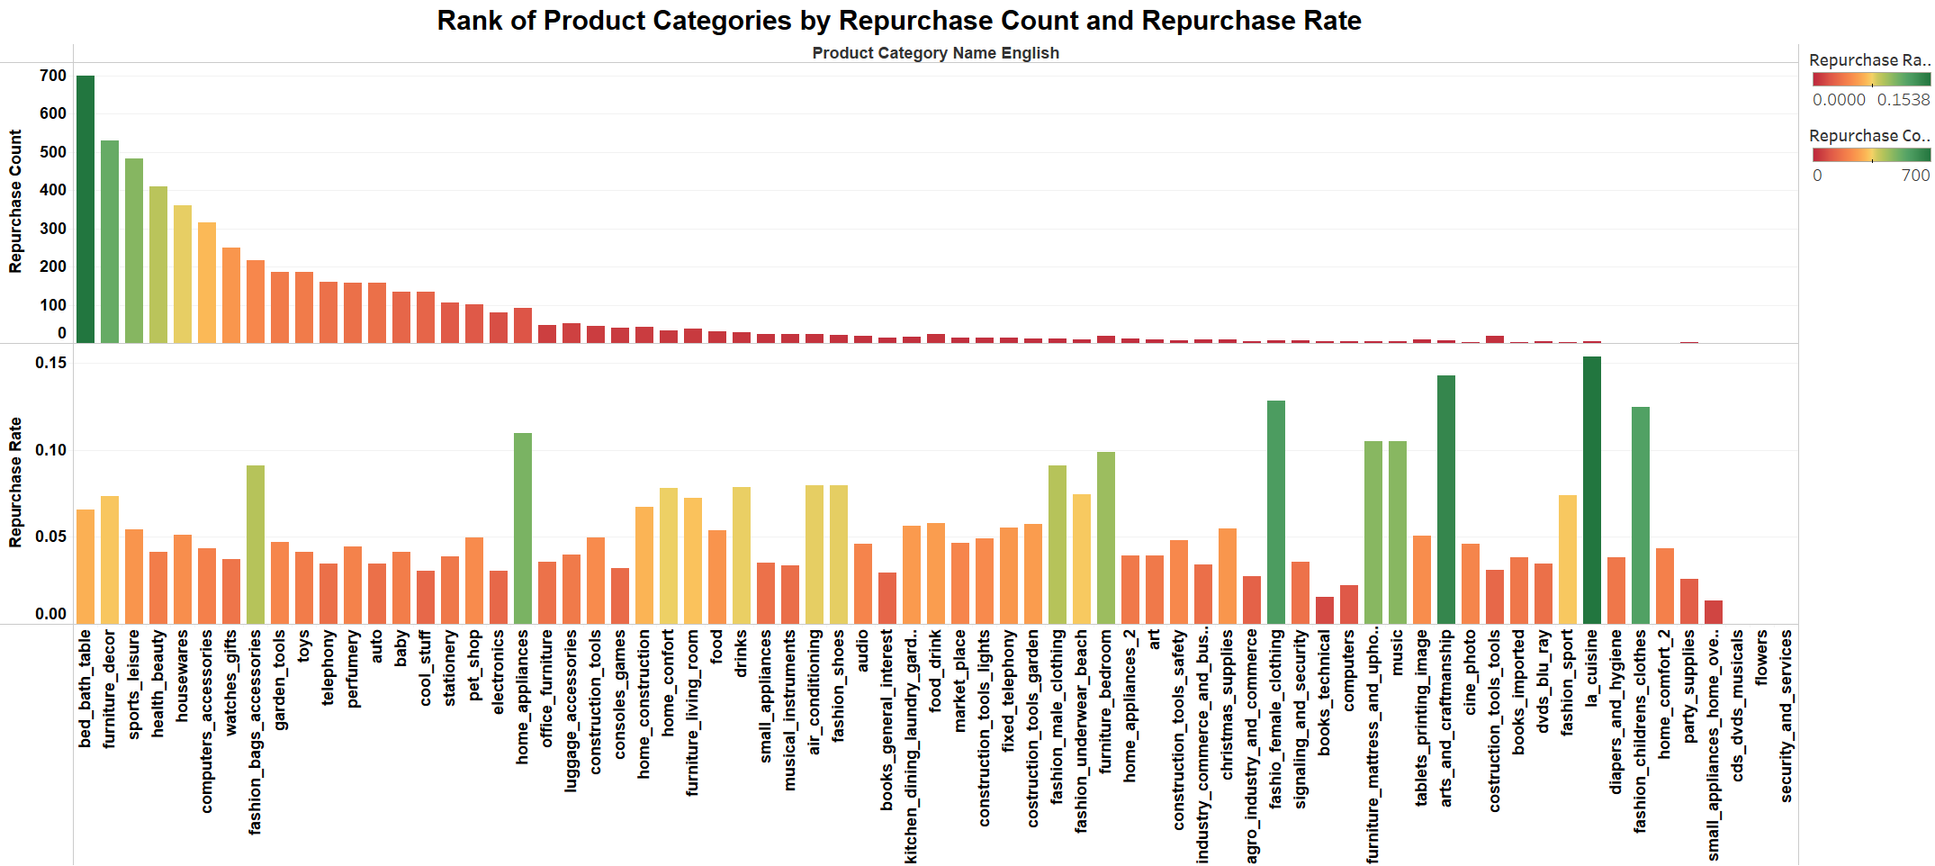 Rank of Product Categories by Repurchase Count and Repurchase Rate
Product Category Name English
Repurchase Count
700
600
500
400
300
200
100
0
Repurchase Rate
0.15
0.10
0.05
0.00
bed_bath_table
furniture_decor
sports_leisure
health_beauty
housewares
computers_accessories
watches_gifts
fashion_bags_accessories
garden_tools
toys
telephony
perfumery
auto
baby
cool_stuff
stationery
pet_shop
electronics
home_appliances
office_furniture
luggage_accessories
construction_tools
consoles_games
home_construction
home_confort
furniture_living_room
food
drinks
small_appliances
musical_instruments
air_conditioning
fashion_shoes
audio
books_general_interest
kitchen_dining_laundry_gard..
food_drink
market_place
construction_tools_lights
fixed_telephony
costruction_tools_garden
fashion_male_clothing
fashion_underwear_beach
furniture_bedroom
home_appliances_2
art
construction_tools_safety
industry_commerce_and_bus..
christmas_supplies
agro_industry_and_commerce
fashio_female_clothing
signaling_and_security
books_technical
computers
furniture_mattress_and_upho..
music
tablets_printing_image
arts_and_craftmanship
cine_photo
costruction_tools_tools
books_imported
dvds_blu_ray
fashion_sport
la_cuisine
diapers_and_hygiene
fashion_childrens_clothes
home_comfort_2
party_supplies
small_appliances_home_ove..
cds_dvds_musicals
flowers
security_and_services
Repurchase Ra..
0.0000 0.1538
Repurchase Co..
0 700